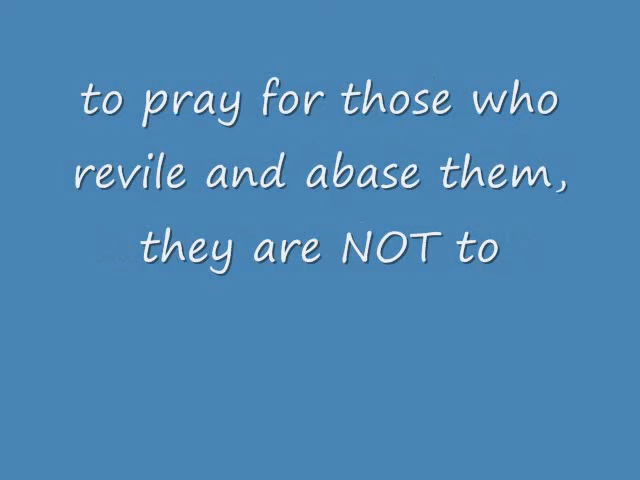 to pray for those who
revile and abase them,
they are NOT to